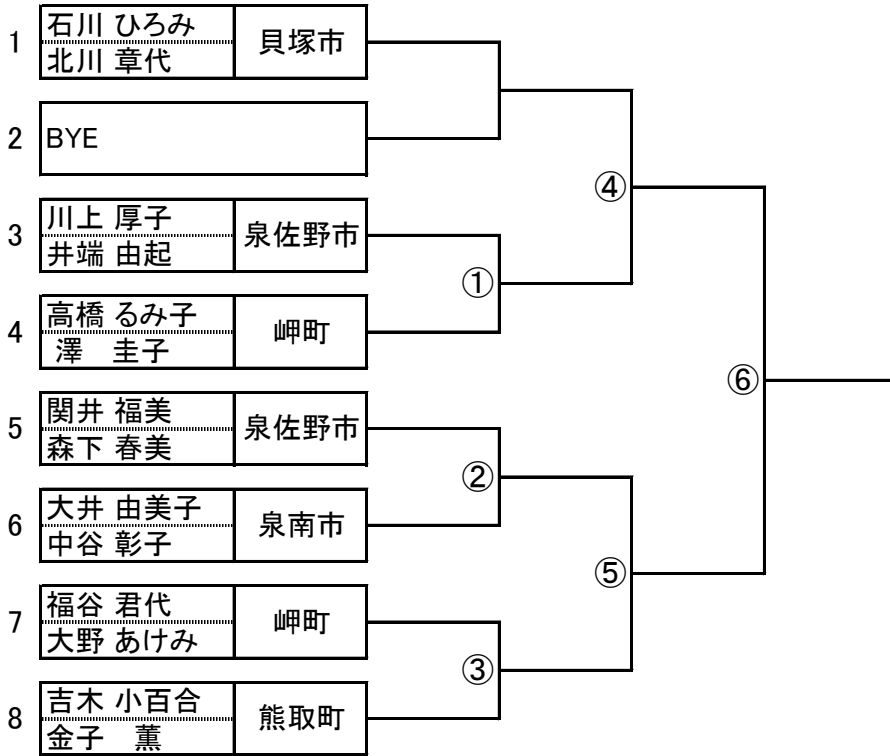 1
石川 ひろみ
北川 章代
貝塚市
2
BYE
3
川上 厚子
井端 由起
泉佐野市
4
高橋 るみ子
澤　圭子
岬町
5
関井 福美
森下 春美
泉佐野市
6
大井 由美子
中谷 彰子
泉南市
7
福谷 君代
大野 あけみ
岬町
8
吉木 小百合
金子　薫
熊取町
①
②
③
④
⑤
⑥